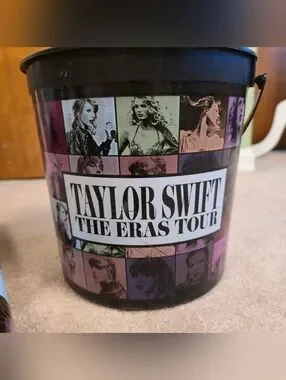 TAYLOR SWIFT
THE ERAS TOUR